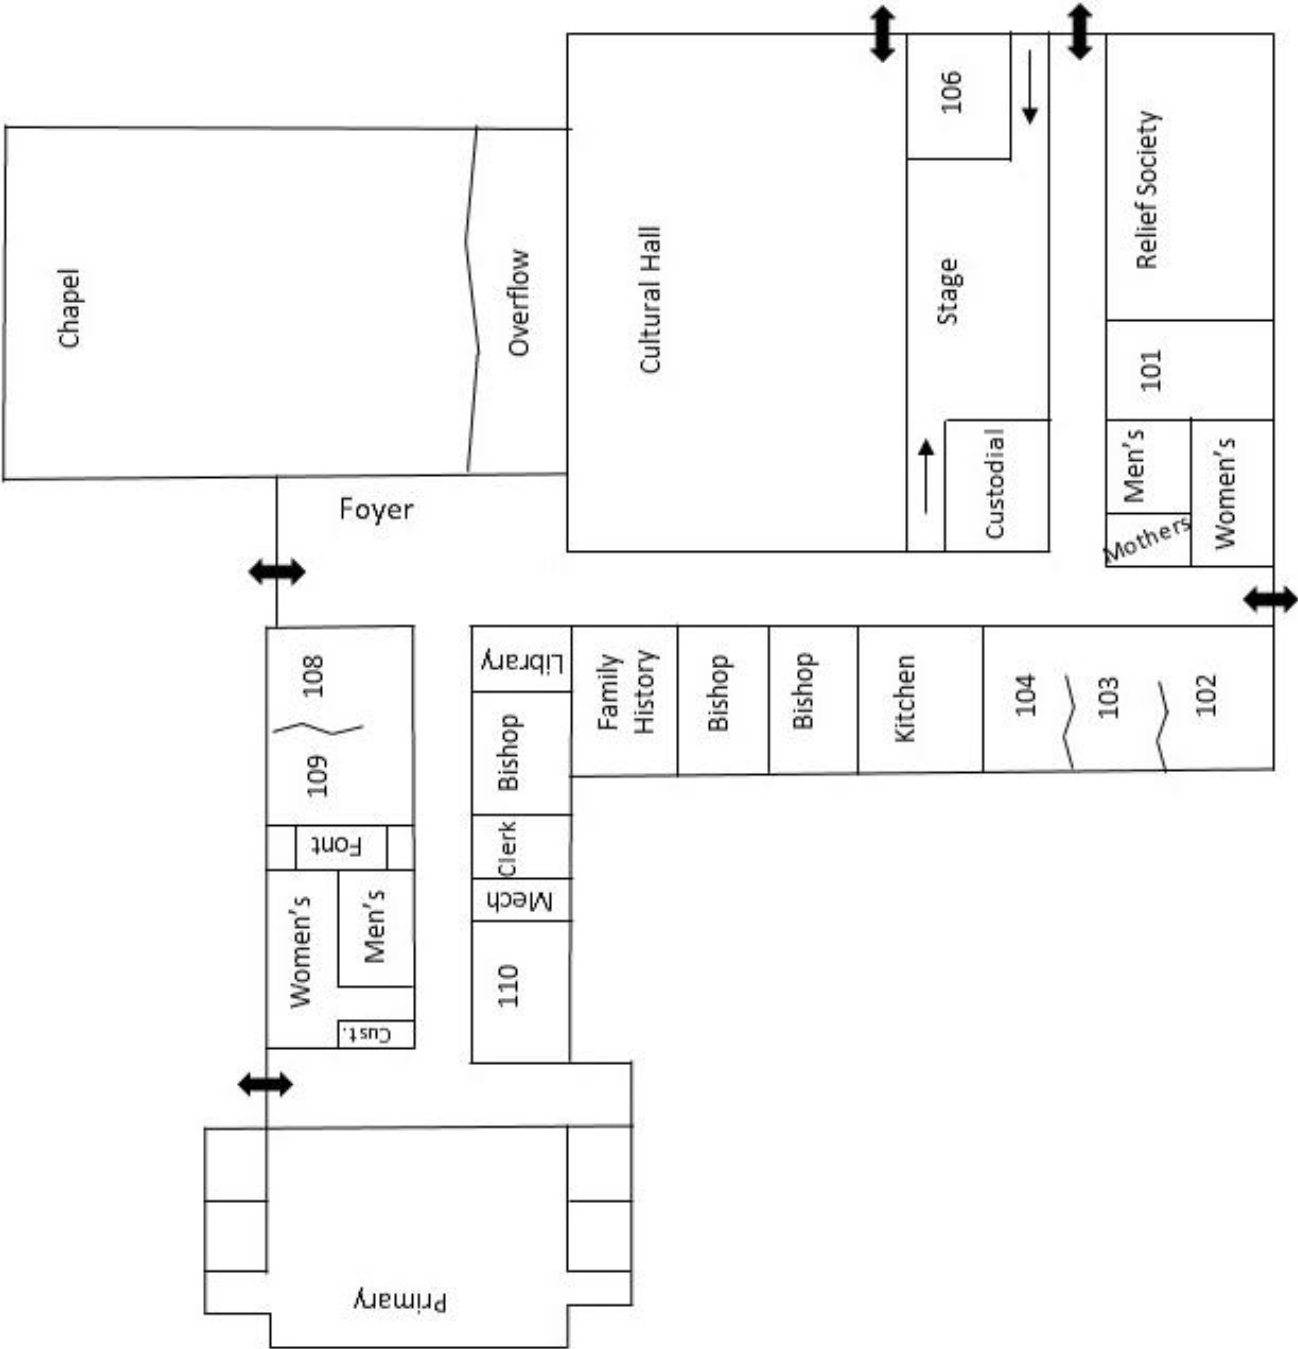 106
Relief Society
Chapel
Overflow
Cultural Hall
Stage
101
Custodial
Men's
Mothers
Women's
Foyer
108
109
Font
Women's
Men's
Cust.
Library
Bishop
Clerk
Mech
110
Family
History
Bishop
Bishop
Kitchen
104
103
102
Primary